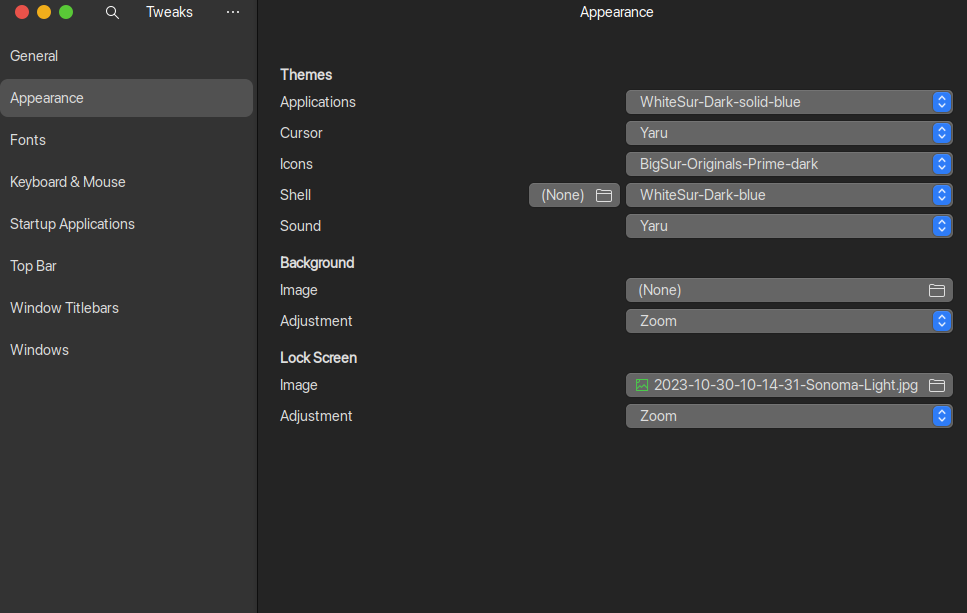 Tweaks
Appearance
General
Appearance
Fonts
Keyboard & Mouse
Startup Applications
Top Bar
Window Titlebars
Windows
Themes
Applications WhiteSur-Dark-solid-blue
Cursor Yaru
Icons BigSur-Originals-Prime-dark
Shell (None) WhiteSur-Dark-blue
Sound Yaru
Background
Image (None)
Adjustment Zoom
Lock Screen
Image 2023-10-30-10-14-31-Sonoma-Light.jpg
Adjustment Zoom